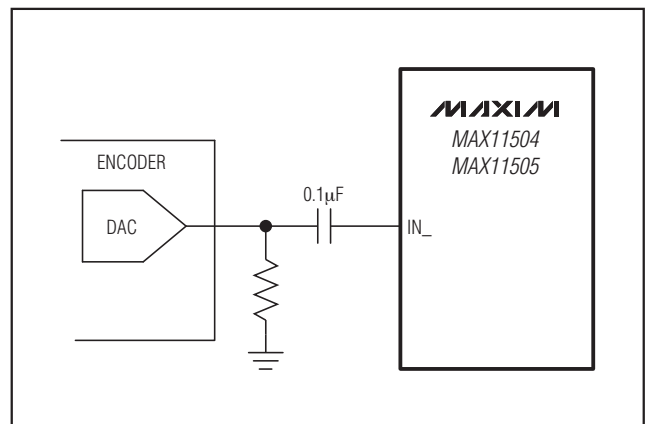 ENCODER
DAC
0.1μF
MAXIM
MAX11504
MAX11505
IN_